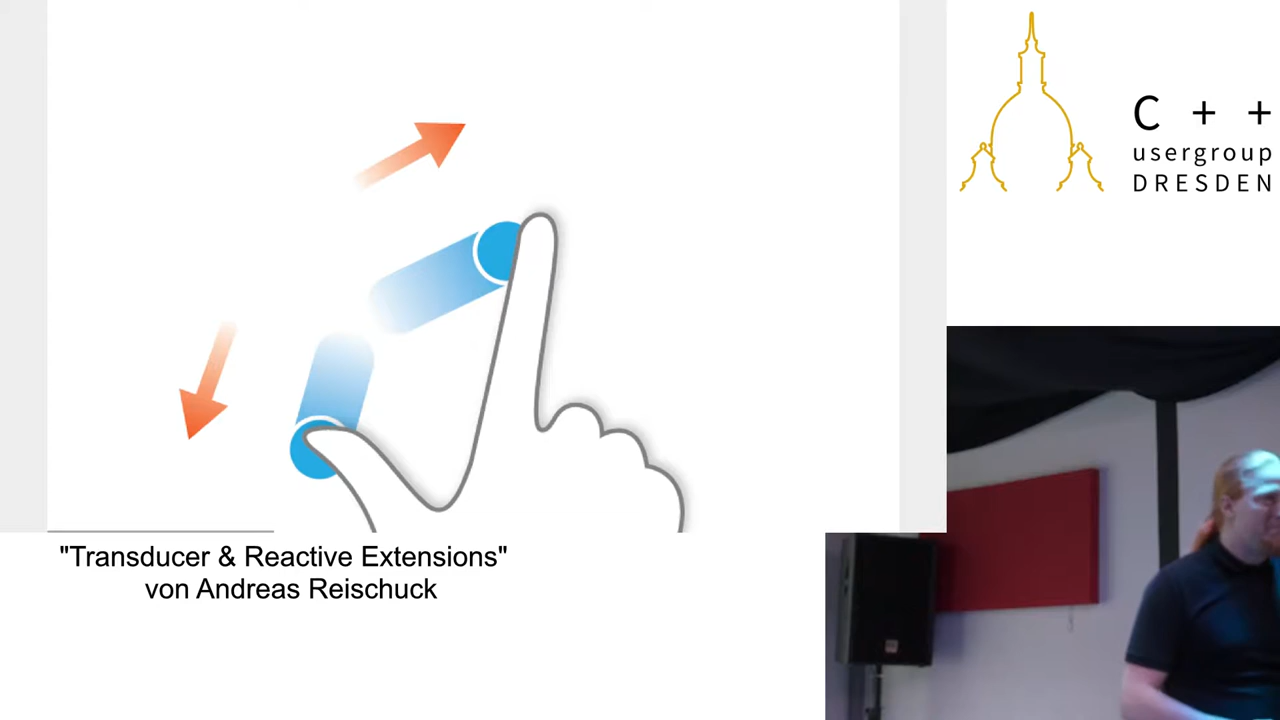 C + +
usergroup
DRESDEN
"Transducer & Reactive Extensions"
von Andreas Reischuck